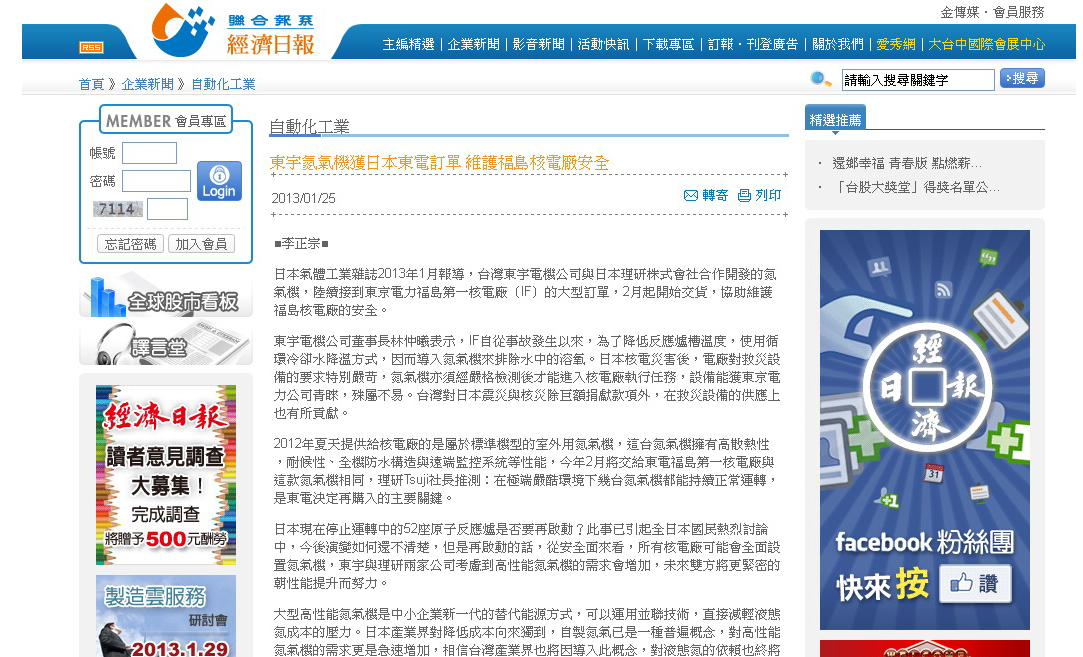 金傳媒・會員服務
聯合報系
經濟日報
RSS
主編精選 | 企業新聞 | 影音新聞 | 活動快訊 | 下載專區 | 訂報・刊登廣告 | 關於我們 | 愛秀網 | 大台中國際會展中心
首頁 》 企業新聞 》 自動化工業
請輸入搜尋關鍵字
搜尋
MEMBER 會員專區
帳號
密碼
Login
7114
忘記密碼
加入會員
全球股市看板
譯言堂
經濟日報
讀者意見調查
大募集！
完成調查
將贈予500元酬勞
製造雲服務
研討會
2013.1.29
自動化工業
東宇氮氣機獲日本東電訂單 維護福島核電廠安全
2013/01/25
轉寄 列印
■李正宗■
日本氣體工業雜誌2013年1月報導，台灣東宇電機公司與日本理研株式會社合作開發的氮
氣機，陸續接到東京電力福島第一核電廠（IF）的大型訂單，2月起開始交貨，協助維護
福島核電廠的安全。
東宇電機公司董事長林仲曦表示，IF自從事故發生以來，為了降低反應爐槽溫度，使用循
環冷卻水降溫方式，因而導入氮氣機來排除水中的溶氧。日本核電災害後，電廠對救災設
備的要求特別嚴苛，氮氣機亦須經嚴格檢測後才能進入核電廠執行任務，設備能獲東京電
力公司青睞，殊屬不易。台灣對日本震災與核災除巨額捐獻款項外，在救災設備的供應上
也有所貢獻。
2012年夏天提供給核電廠的是屬於標準機型的室外用氮氣機，這台氮氣機擁有高散熱性
，耐候性、全機防水構造與遠端監控系統等性能，今年2月將交給東電福島第一核電廠與
這款氮氣機相同，理研Tsuji社長推測：在極端嚴酷環境下幾台氮氣機都能持續正常運轉，
是東電決定再購入的主要關鍵。
日本現在停止運轉中的52座原子反應爐是否要再啟動？此事已引起全日本國民熱烈討論
中，今後演變如何還不清楚，但是再啟動的話，從安全面來看，所有核電廠可能會全面設
置氮氣機，東宇與理研兩家公司考慮到高性能氮氣機的需求會增加，未來雙方將更緊密的
朝性能提升而努力。
大型高性能氮氣機是中小企業新一代的替代能源方式，可以運用並聯技術，直接減輕液態
氮成本的壓力。日本產業界對降低成本向來獨到，自製氮氣已是一種普遍概念，對高性能
氮氣機的需求更是急速增加，相信台灣產業界也將因導入此概念，對液態氮的依賴也終將
精選推薦
・ 還鄉幸福 青春版 點燃薪...
・ 「台股大獎堂」得獎名單公...
經
日 報
濟
31
+1
facebook 粉絲團
快來 按 讚